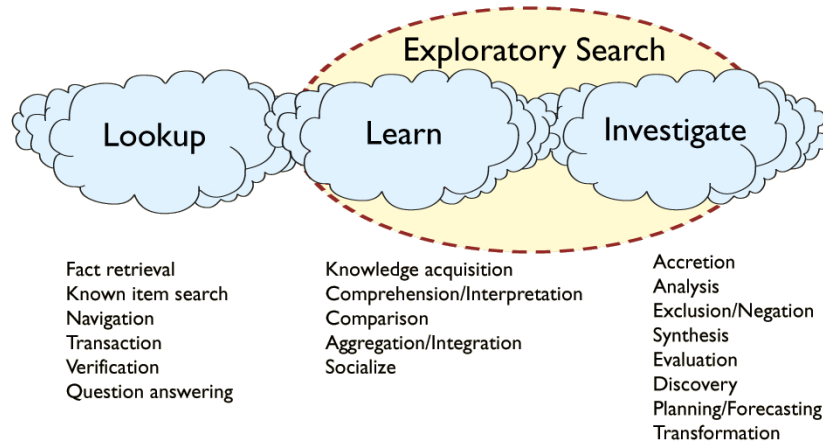 Exploratory Search
Lookup
Learn
Investigate
Fact retrieval
Known item search
Navigation
Transaction
Verification
Question answering
Knowledge acquisition
Comprehension/Interpretation
Comparison
Aggregation/Integration
Socialize
Accretion
Analysis
Exclusion/Negation
Synthesis
Evaluation
Discovery
Planning/Forecasting
Transformation